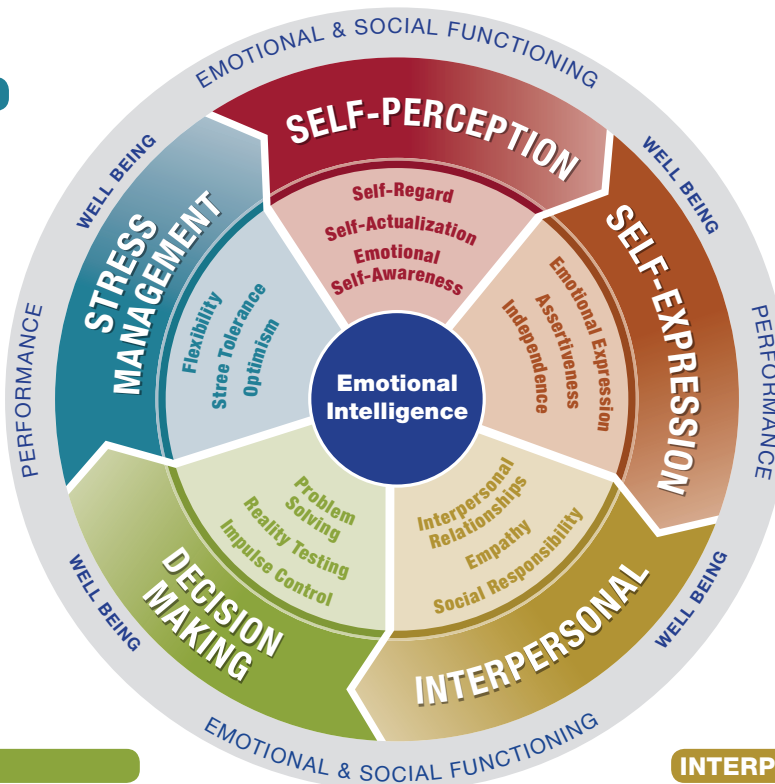 EMOTIONAL & SOCIAL FUNCTIONING
WELL BEING
WELL BEING
PERFORMANCE
PERFORMANCE
SELF-PERCEPTION
Self-Regard
Self-Actualization
Emotional
Self-Awareness
SELF-EXPRESSION
Emotional Expression
Assertiveness
Independence
STRESS
MANAGEMENT
Flexibility
Stree Tolerance
Optimism
Emotional
Intelligence
Interpersonal
Relationships
Empathy
Social Responsibility
INTERPERSONAL
Problem
Solving
Reality Testing
Impulse Control
DECISION
MAKING
WELL BEING
WELL BEING
EMOTIONAL & SOCIAL FUNCTIONING
INTERP